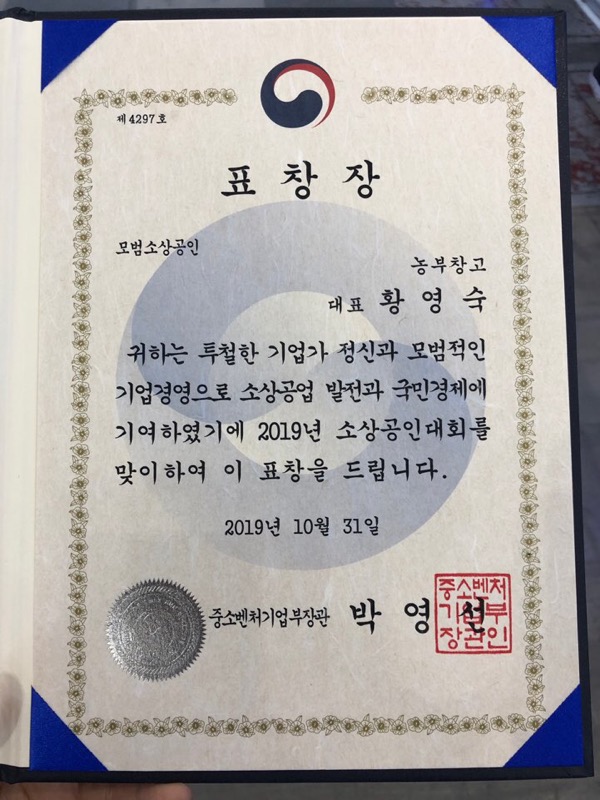 제4297호
표창장
모범소상공인
농부창고
대표 황영숙
귀하는 투철한 기업가 정신과 모범적인
기업경영으로 소상공업 발전과 국민경제에
기여하였기에 2019년 소상공인대회를
맞이하여 이 표창을 드립니다.
2019년 10월 31일
중소벤처기업부장관 박영선
중소벤처
기업부
장관인